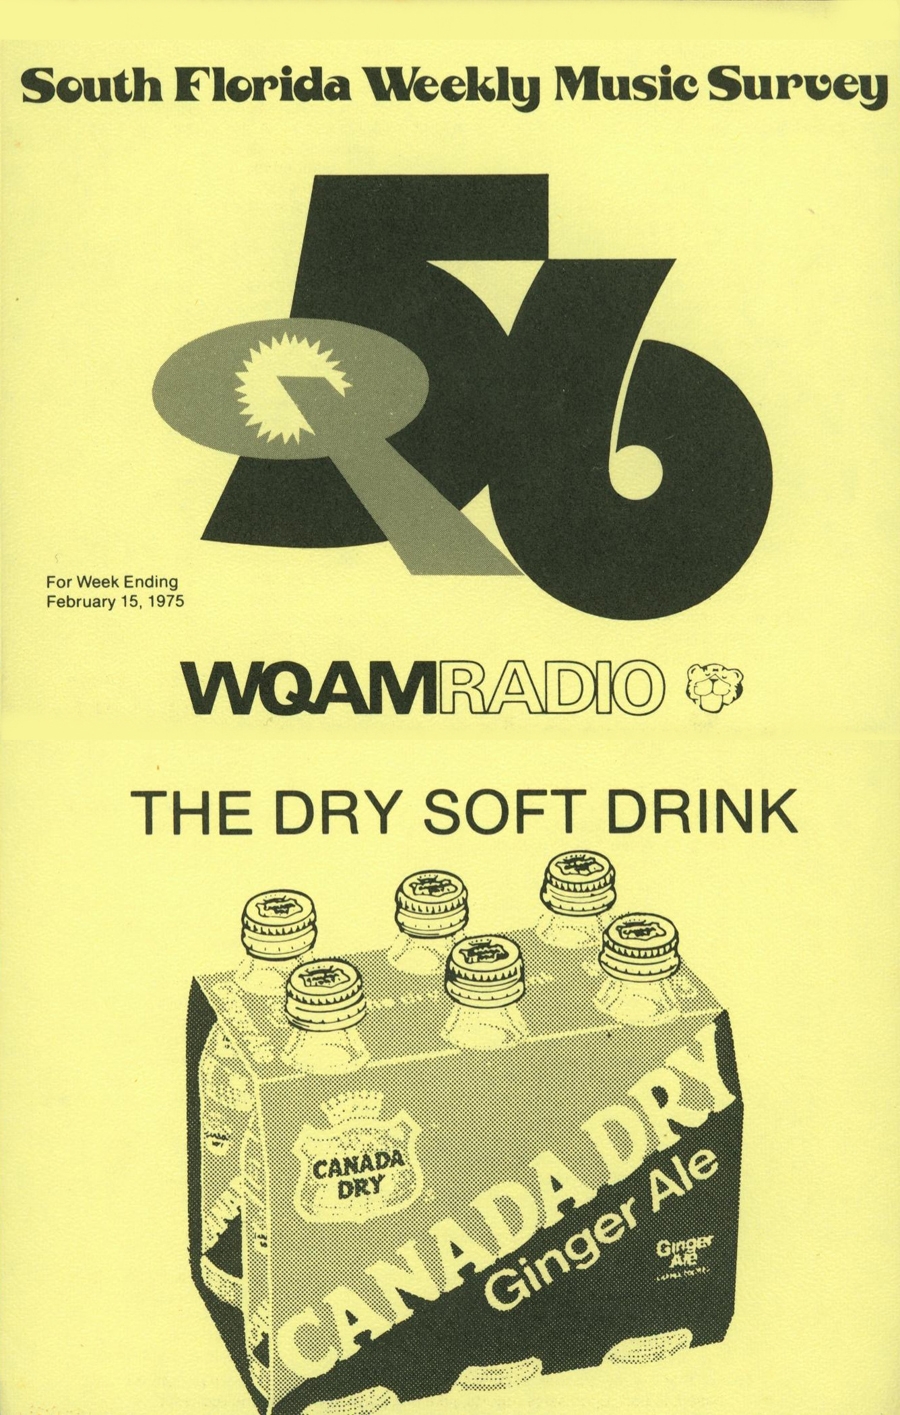 South Florida Weekly Music Survey
56
Q
For Week Ending
February 15, 1975
WQAMRADIO
THE DRY SOFT DRINK
CANADA
DRY
CANADA DRY
Ginger Ale
Ginger
Ale